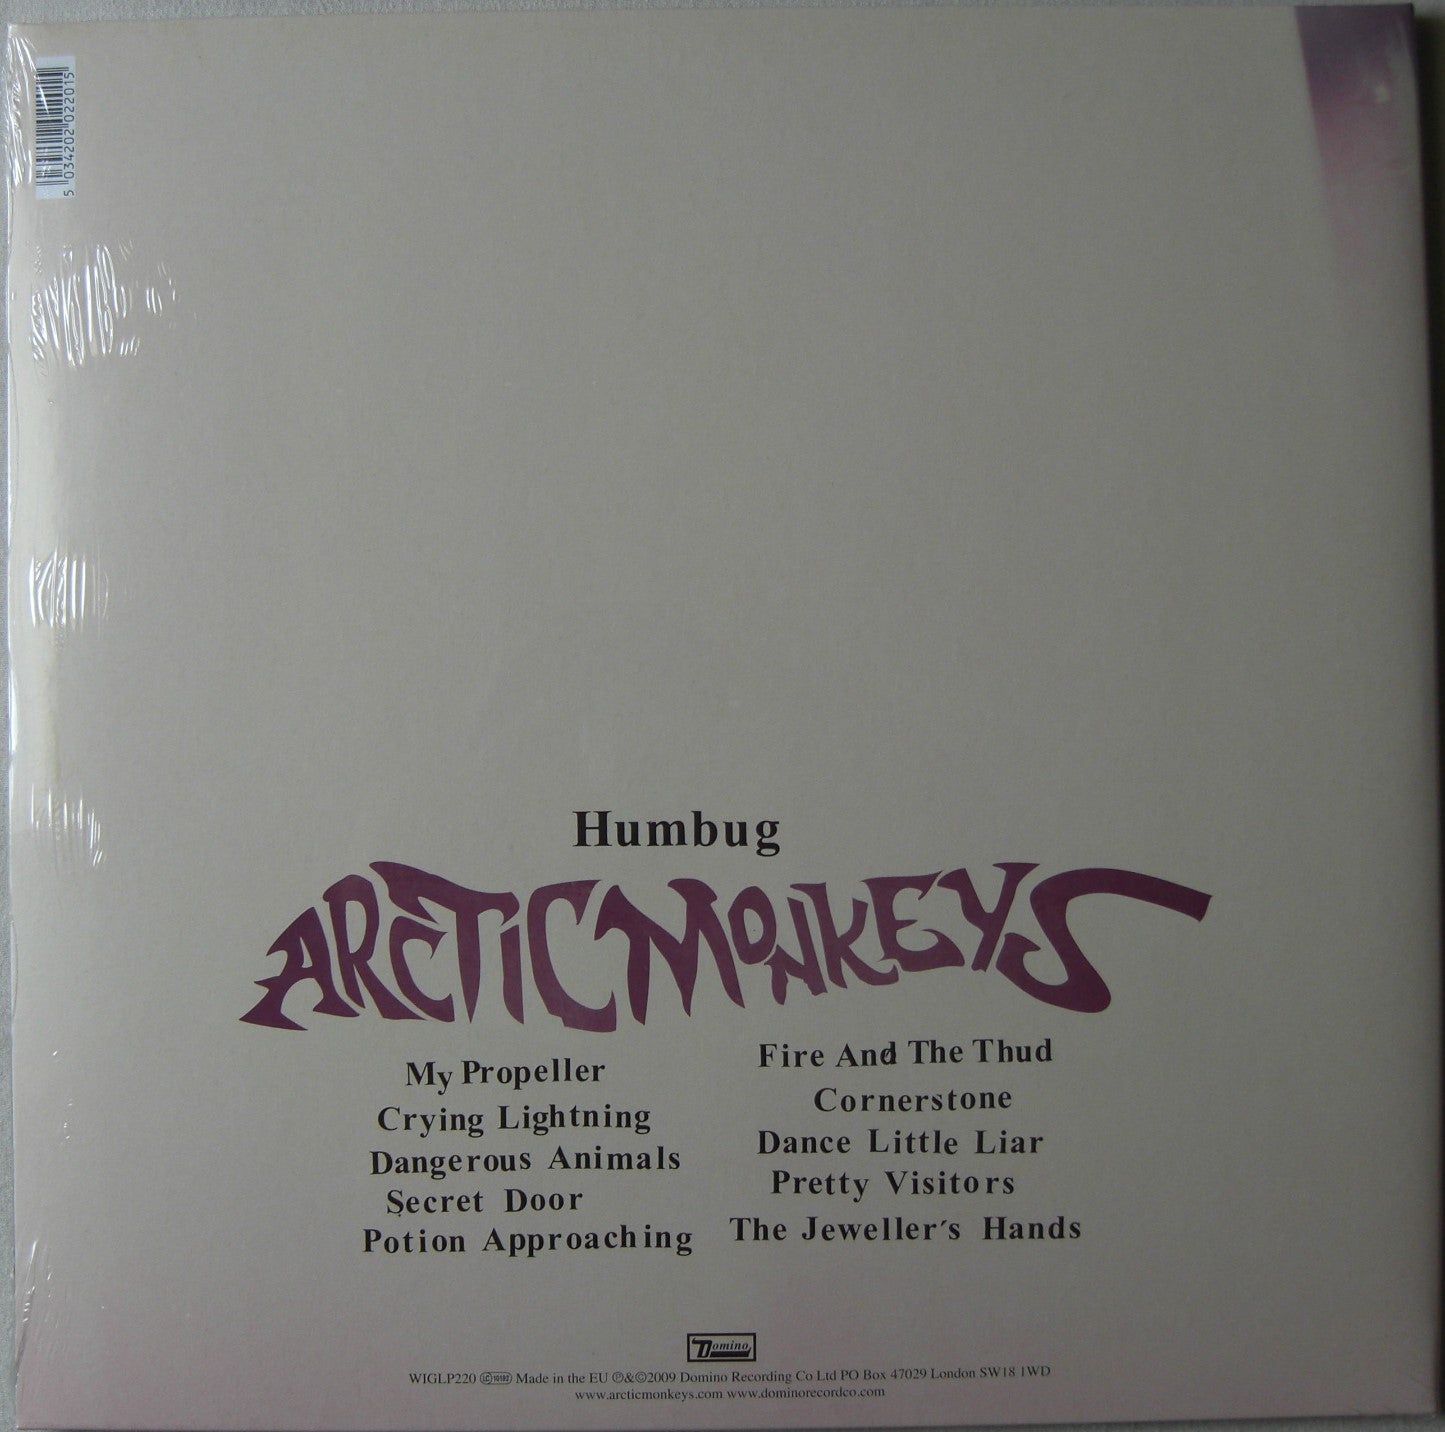 5 034202 022015
Humbug
ARCTIC MONKEYS
My Propeller
Crying Lightning
Dangerous Animals
Secret Door
Potion Approaching
Fire And The Thud
Cornerstone
Dance Little Liar
Pretty Visitors
The Jeweller´s Hands
Domino
WIGLP220 LC 10192 Made in the EU ℗&©2009 Domino Recording Co Ltd PO Box 47029 London SW18 1WD
www.arcticmonkeys.com www.dominorecordco.com